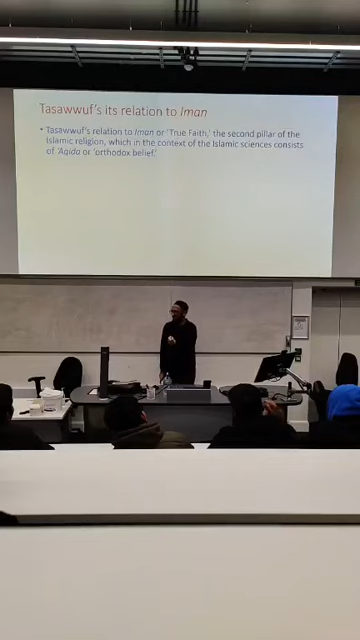 Tasawwuf's its relation to Iman
• Tasawwuf's relation to Iman or 'True Faith,' the second pillar of the
Islamic religion, which in the context of the Islamic sciences consists
of 'Aqida or 'orthodox belief.'